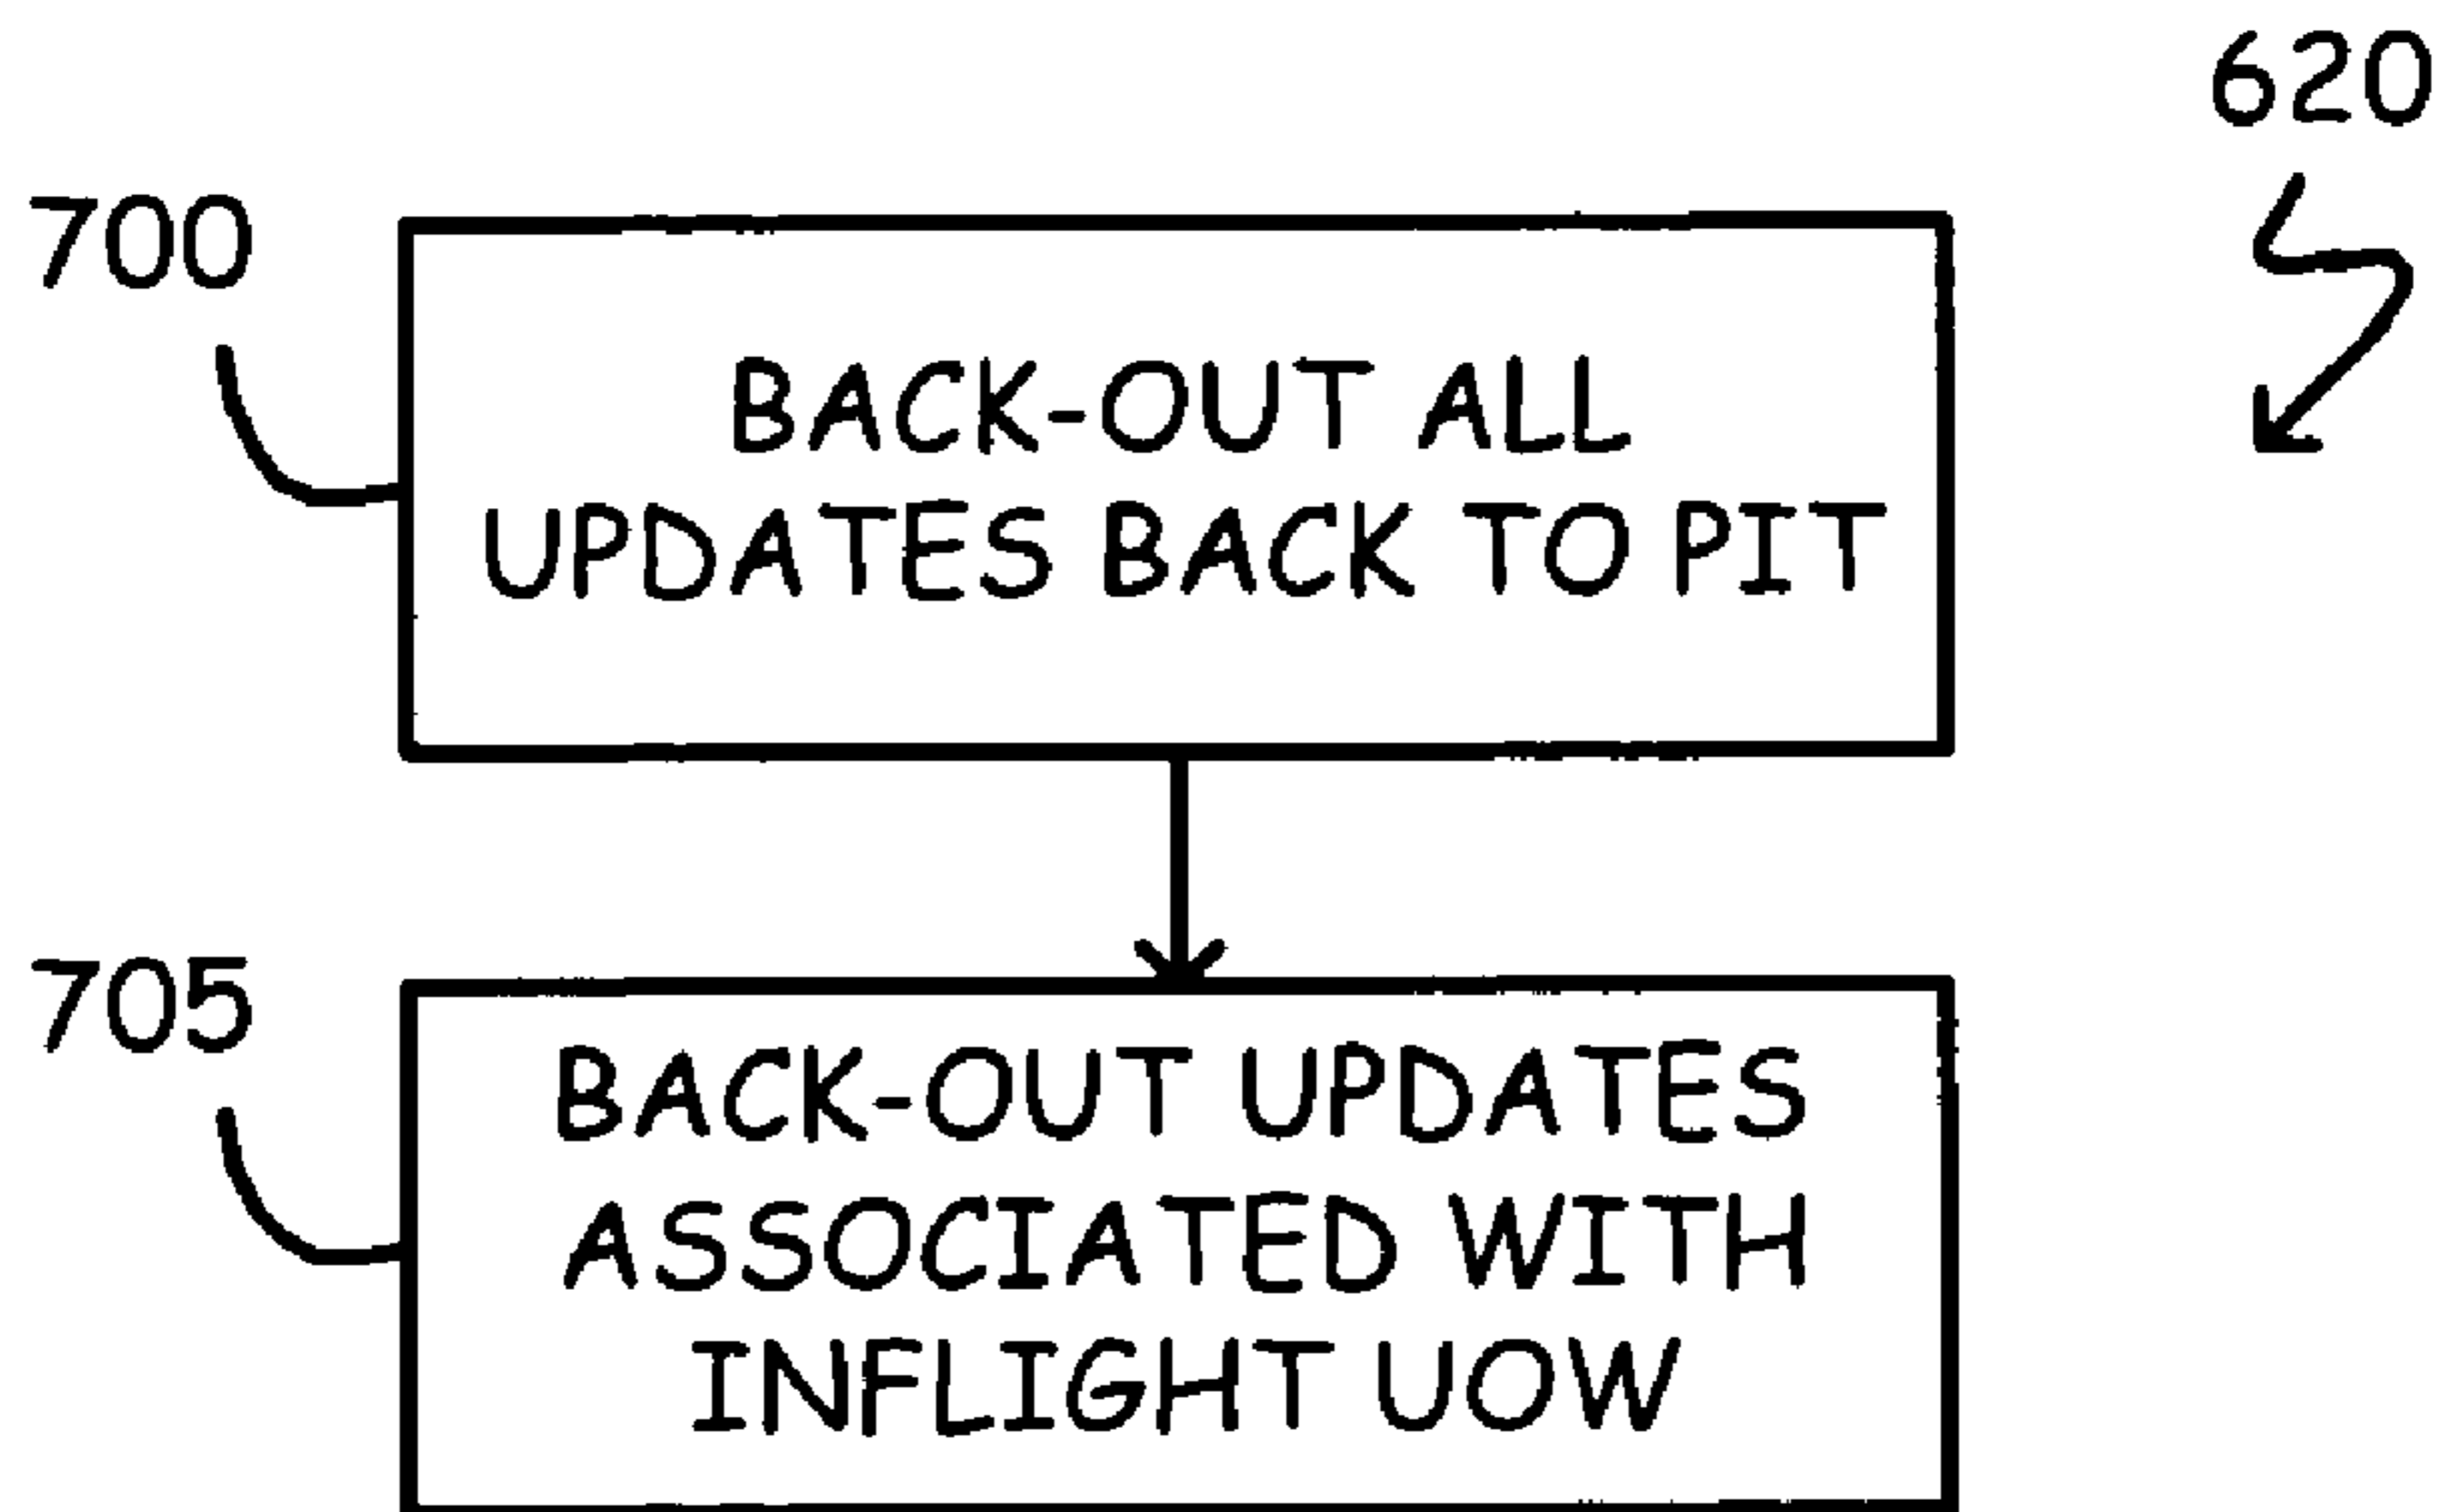 620
700
BACK-OUT ALL
UPDATES BACK TO PIT
705
BACK-OUT UPDATES
ASSOCIATED WITH
INFLIGHT UOW